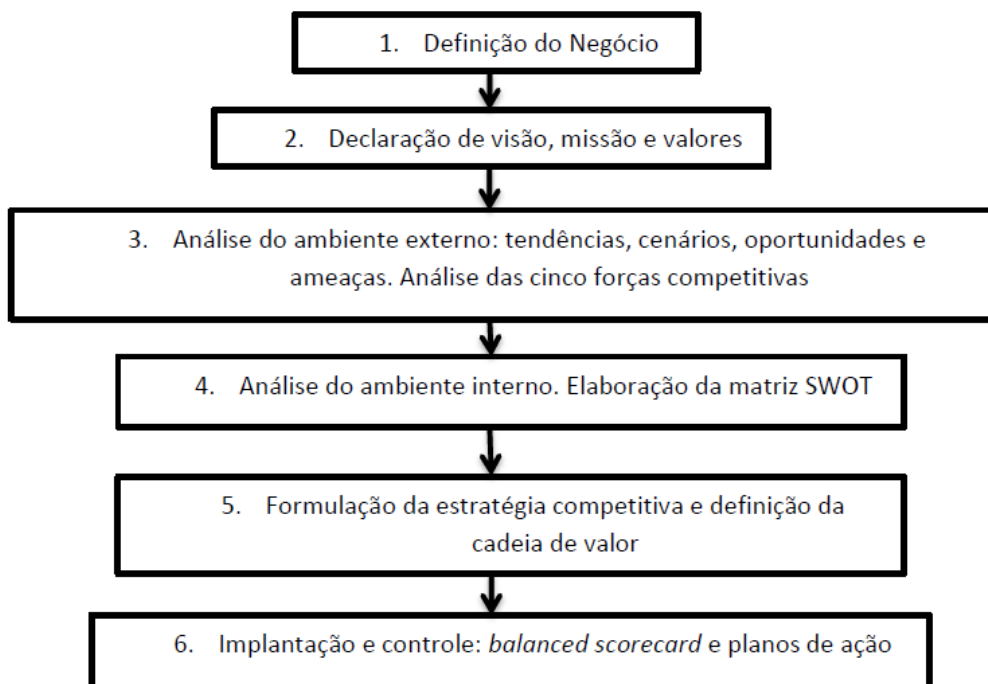 1. Definição do Negócio
2. Declaração de visão, missão e valores
3. Análise do ambiente externo: tendências, cenários, oportunidades e
ameaças. Análise das cinco forças competitivas
4. Análise do ambiente interno. Elaboração da matriz SWOT
5. Formulação da estratégia competitiva e definição da
cadeia de valor
6. Implantação e controle: balanced scorecard e planos de ação